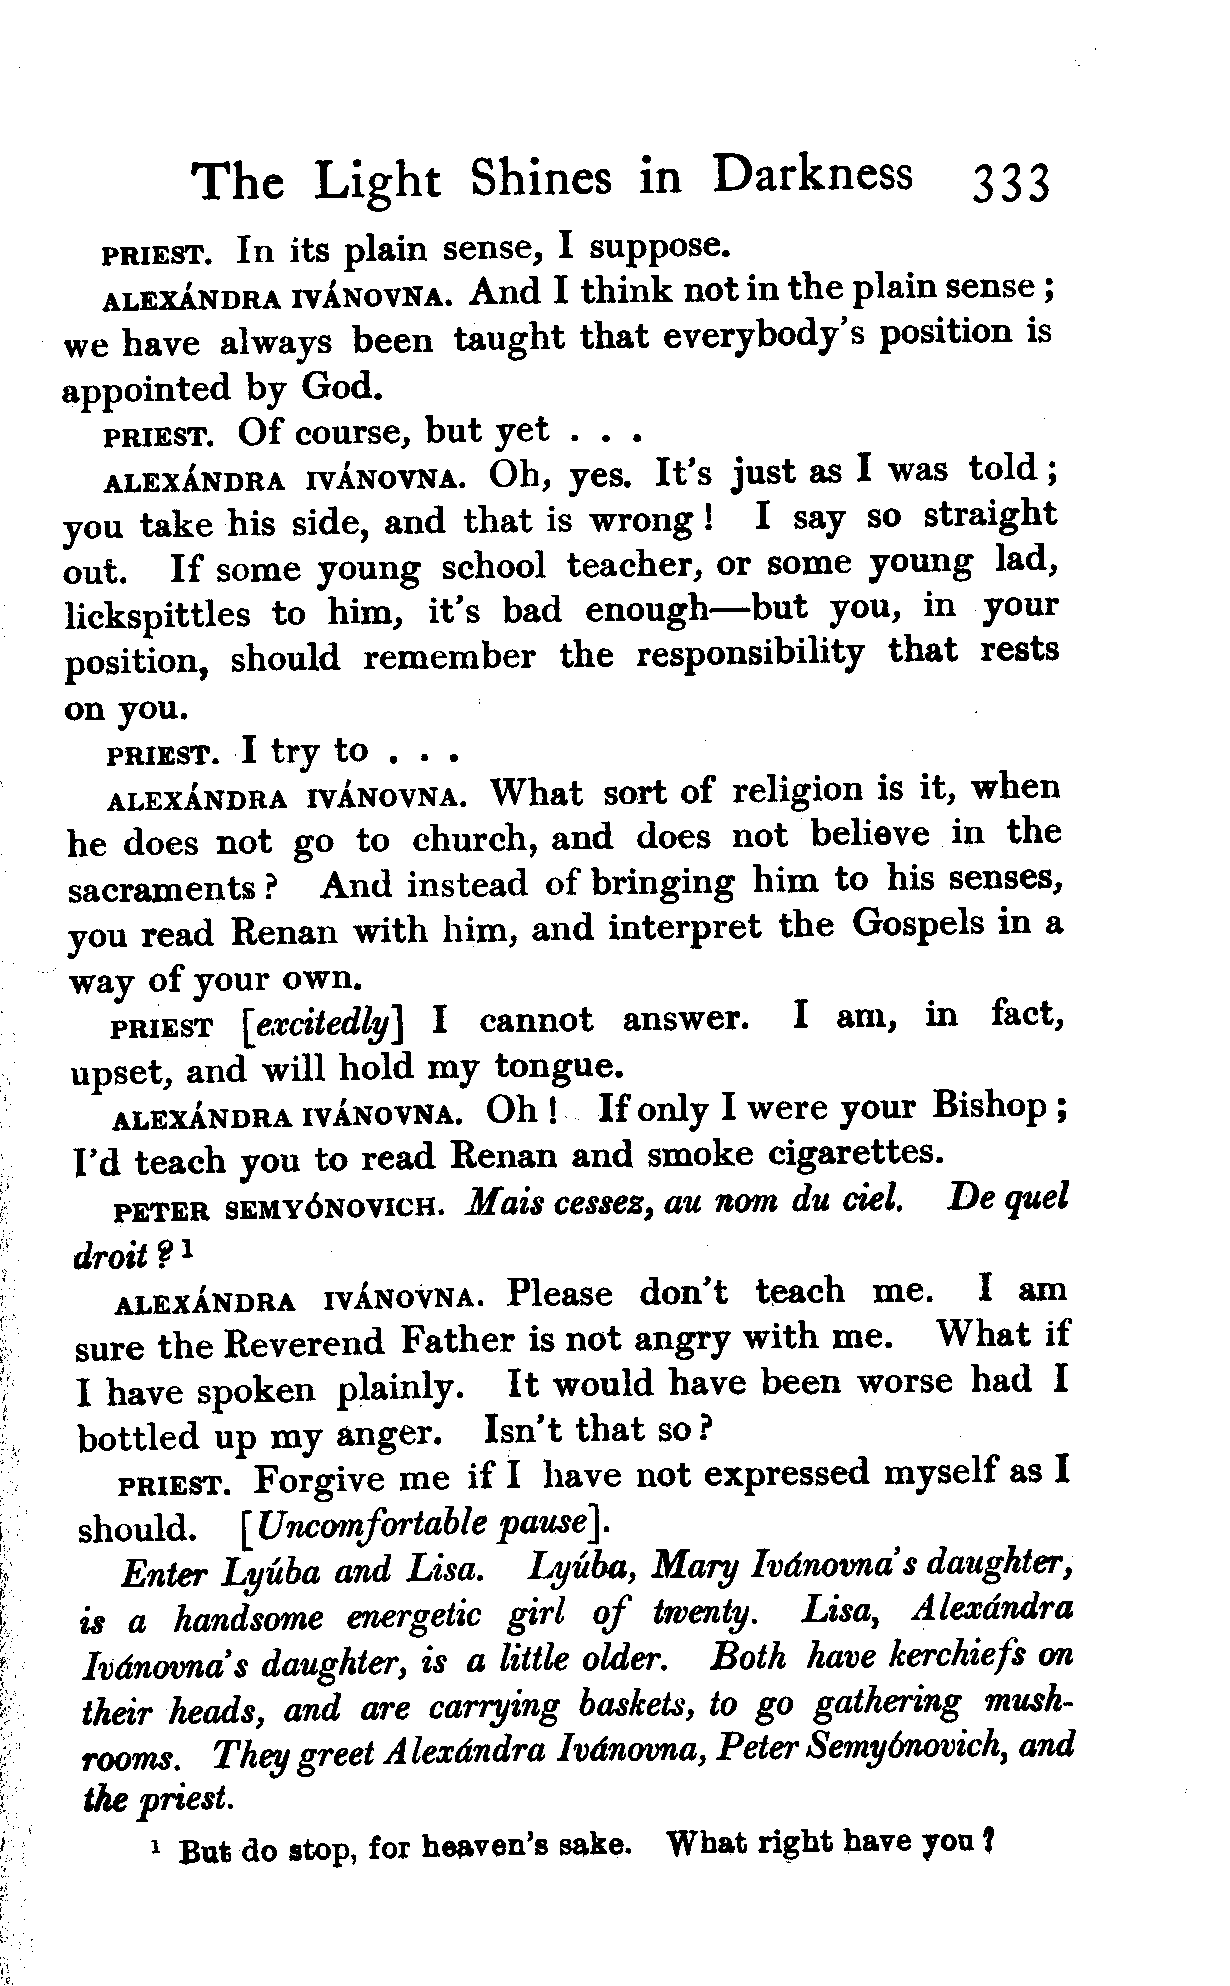 The Light Shines in Darkness 333
PRIEST. In its plain sense, I suppose.
ALEXÁNDRA IVÁNOVNA. And I think not in the plain sense;
we have always been taught that everybody's position is
appointed by God.
PRIEST. Of course, but yet . . .
ALEXÁNDRA IVÁNOVNA. Oh, yes. It's just as I was told;
you take his side, and that is wrong! I say so straight
out. If some young school teacher, or some young lad,
lickspittles to him, it's bad enough—but you, in your
position, should remember the responsibility that rests
on you.
PRIEST. I try to . . .
ALEXÁNDRA IVÁNOVNA. What sort of religion is it, when
he does not go to church, and does not believe in the
sacraments? And instead of bringing him to his senses,
you read Renan with him, and interpret the Gospels in a
way of your own.
PRIEST [excitedly] I cannot answer. I am, in fact,
upset, and will hold my tongue.
ALEXÁNDRA IVÁNOVNA. Oh! If only I were your Bishop;
I'd teach you to read Renan and smoke cigarettes.
PETER SEMYÓNOVICH. Mais cessez, au nom du ciel. De quel
droit?¹
ALEXÁNDRA IVÁNOVNA. Please don't teach me. I am
sure the Reverend Father is not angry with me. What if
I have spoken plainly. It would have been worse had I
bottled up my anger. Isn't that so?
PRIEST. Forgive me if I have not expressed myself as I
should. [Uncomfortable pause].
Enter Lyúba and Lisa. Lyúba, Mary Ivánovna's daughter,
is a handsome energetic girl of twenty. Lisa, Alexándra
Ivánovna's daughter, is a little older. Both have kerchiefs on
their heads, and are carrying baskets, to go gathering mush-
rooms. They greet Alexándra Ivánovna, Peter Semyónovich, and
the priest.
¹ But do stop, for heaven's sake. What right have you?